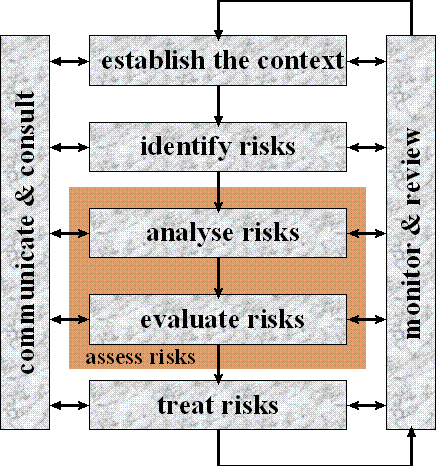 establish the context
identify risks
analyse risks
evaluate risks
assess risks
treat risks
communicate & consult
monitor & review